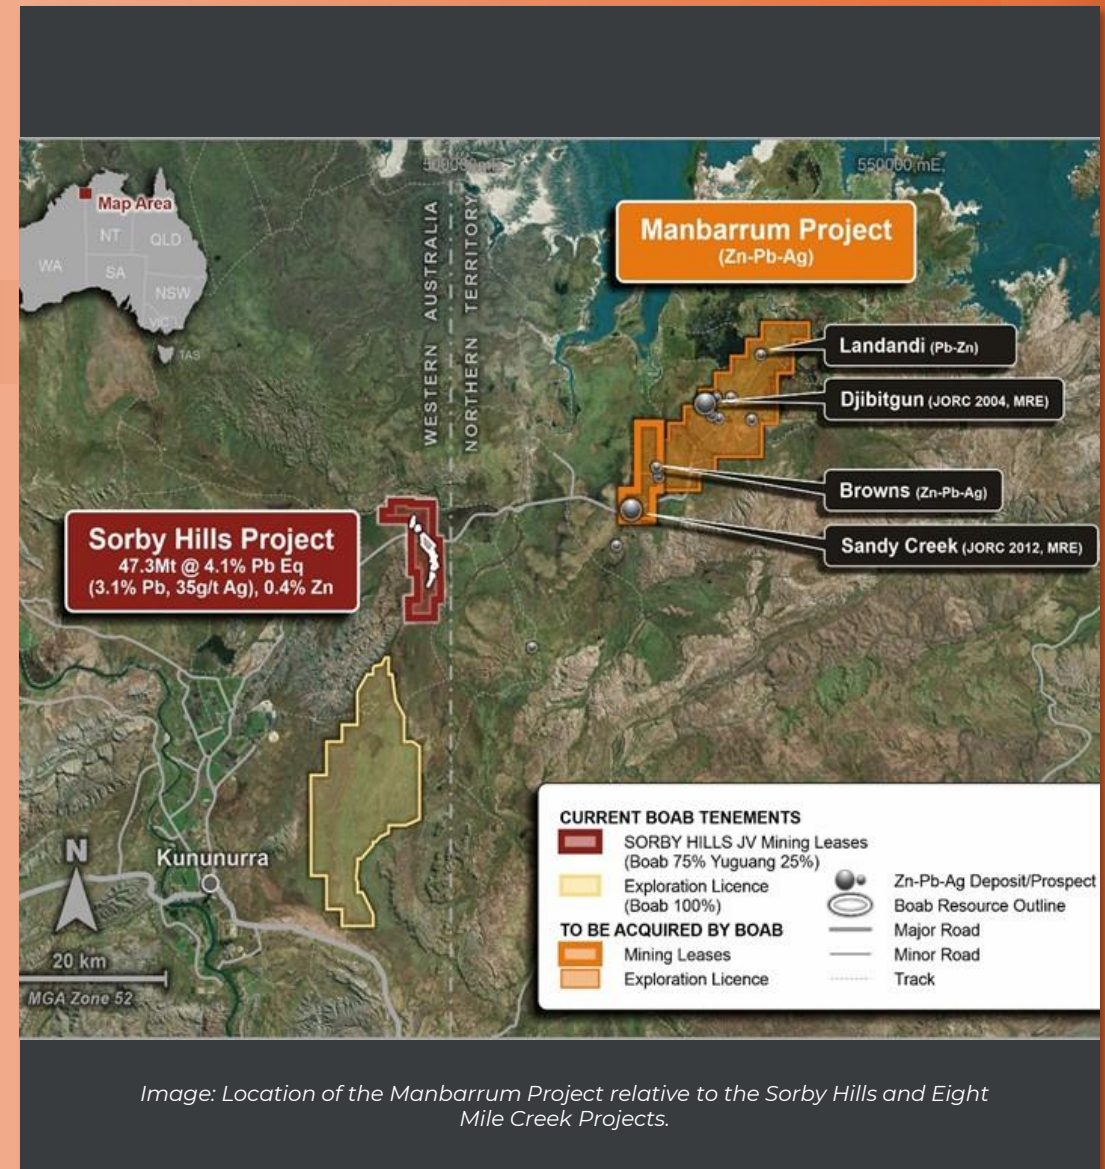 500000 mE
550000 mE
Map Area
NT
QLD
WA
SA
NSW
VIC
TAS
WESTERN AUSTRALIA
NORTHERN TERRITORY
Manbarrum Project
(Zn-Pb-Ag)
Landandi (Pb-Zn)
Djibitgun (JORC 2004, MRE)
Browns (Zn-Pb-Ag)
Sandy Creek (JORC 2012, MRE)
Sorby Hills Project
47.3Mt @ 4.1% Pb Eq
(3.1% Pb, 35g/t Ag), 0.4% Zn
Kununurra
N
20 km
MGA Zone 52
CURRENT BOAB TENEMENTS
SORBY HILLS JV Mining Leases
(Boab 75% Yuguang 25%)
Exploration Licence
(Boab 100%)
TO BE ACQUIRED BY BOAB
Mining Leases
Exploration Licence
Zn-Pb-Ag Deposit/Prospect
Boab Resource Outline
Major Road
Minor Road
Track
Image: Location of the Manbarrum Project relative to the Sorby Hills and Eight
Mile Creek Projects.